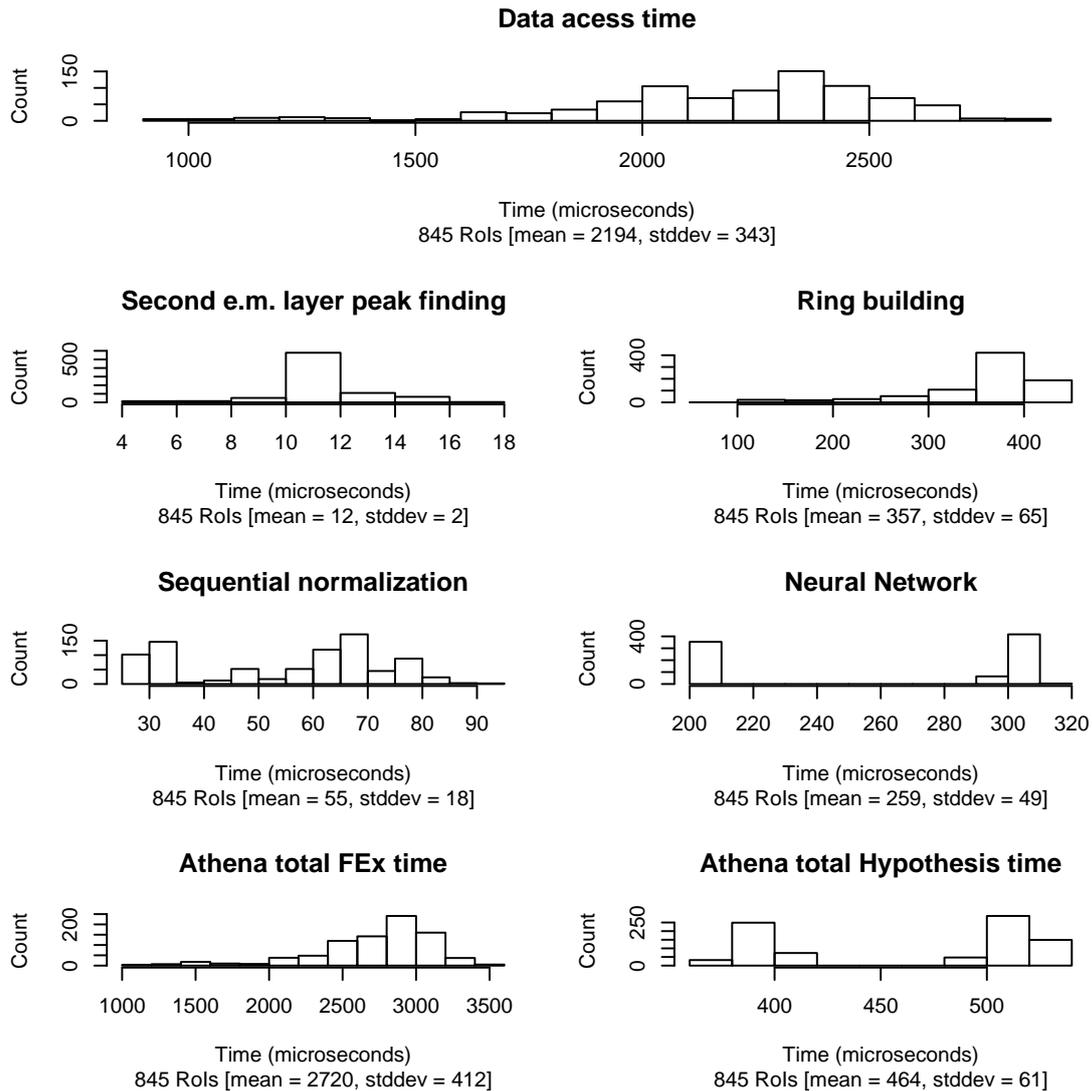 Data acess time
Count
0 150
1000 1500 2000 2500
Time (microseconds)
845 RoIs [mean = 2194, stddev = 343]
Second e.m. layer peak finding
Count
0 500
4 6 8 10 12 14 16 18
Time (microseconds)
845 RoIs [mean = 12, stddev = 2]
Ring building
Count
0 400
100 200 300 400
Time (microseconds)
845 RoIs [mean = 357, stddev = 65]
Sequential normalization
Count
0 150
30 40 50 60 70 80 90
Time (microseconds)
845 RoIs [mean = 55, stddev = 18]
Neural Network
Count
0 400
200 220 240 260 280 300 320
Time (microseconds)
845 RoIs [mean = 259, stddev = 49]
Athena total FEx time
Count
0 200
1000 1500 2000 2500 3000 3500
Time (microseconds)
845 RoIs [mean = 2720, stddev = 412]
Athena total Hypothesis time
Count
0 250
400 450 500
Time (microseconds)
845 RoIs [mean = 464, stddev = 61]